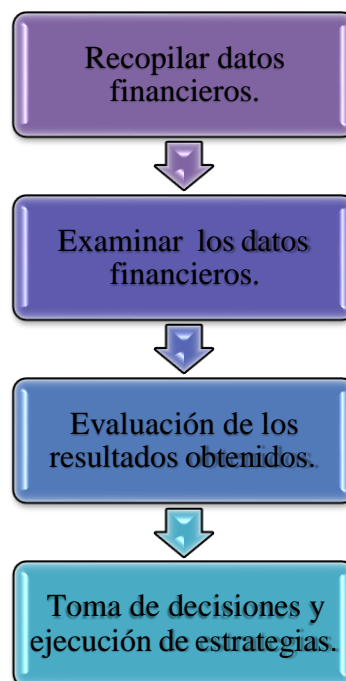 Recopilar datos
financieros.
Examinar los datos
financieros.
Evaluación de los
resultados obtenidos.
Toma de decisiones y
ejecución de estrategias.